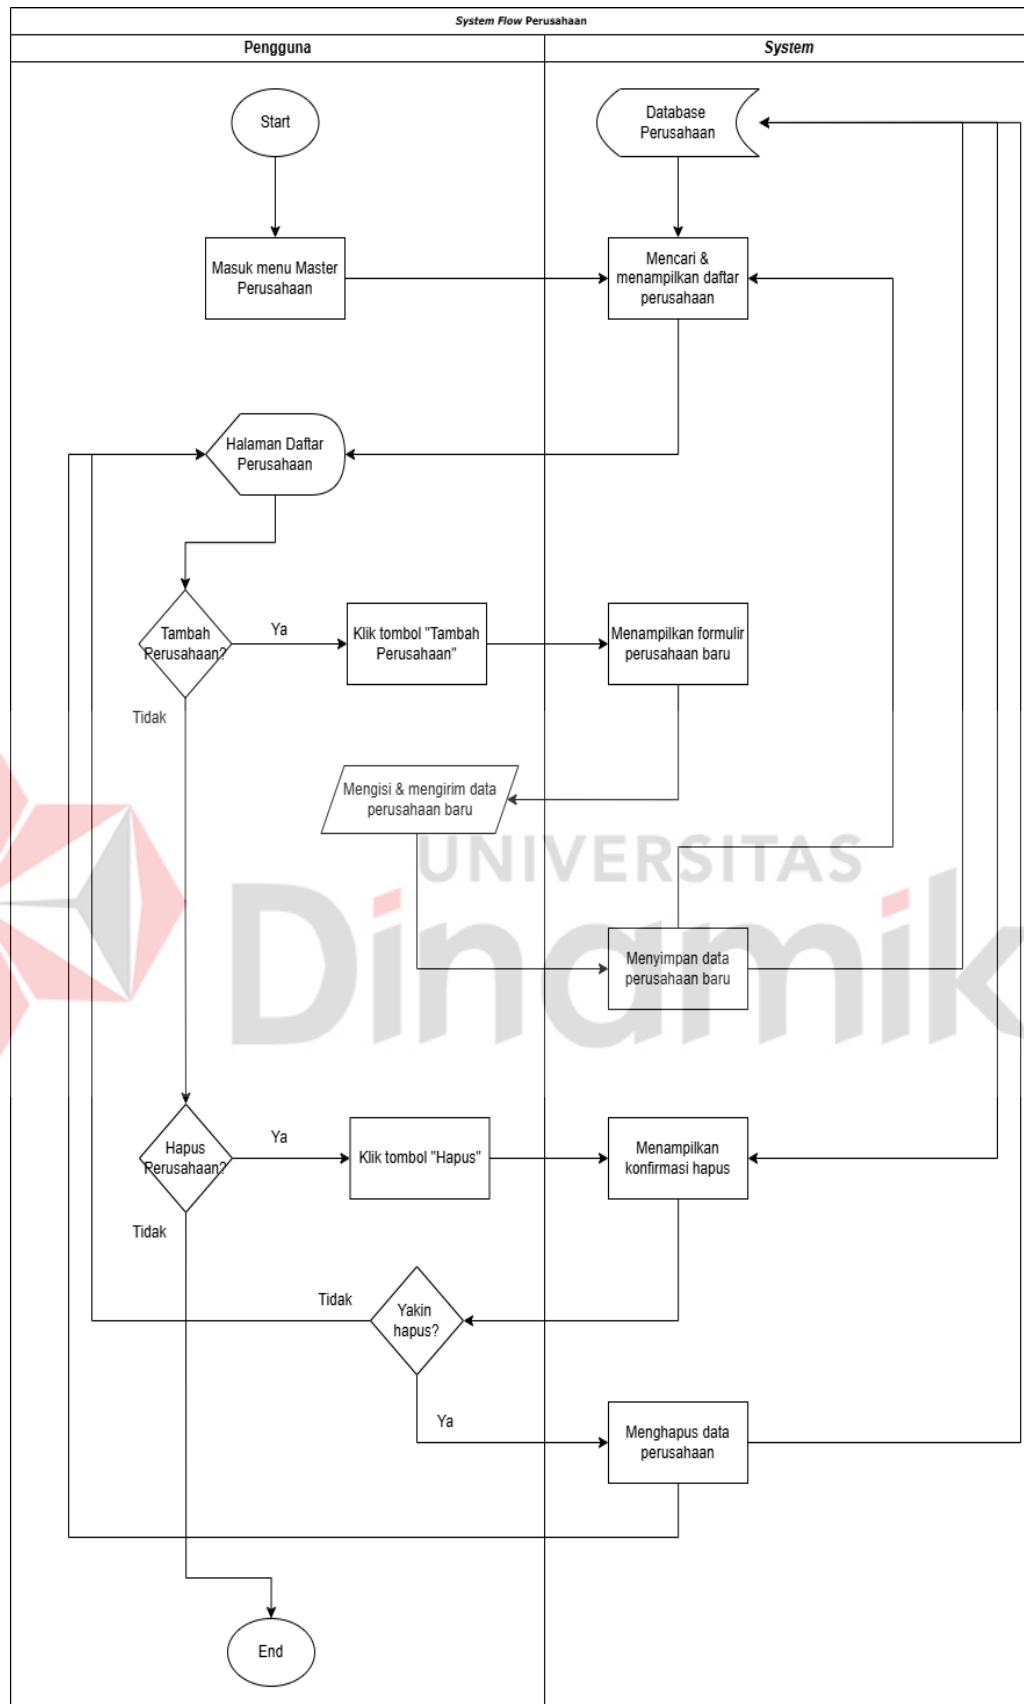 System Flow Perusahaan
Pengguna
System
Start
Database
Perusahaan
Masuk menu Master
Perusahaan
Mencari &
menampilkan daftar
perusahaan
Halaman Daftar
Perusahaan
Tambah
Perusahaan?
Ya
Klik tombol "Tambah
Perusahaan"
Menampilkan formulir
perusahaan baru
Tidak
Mengisi & mengirim data
perusahaan baru
UNIVERSITAS
Dinamik
Menyimpan data
perusahaan baru
Hapus
Perusahaan?
Ya
Klik tombol "Hapus"
Menampilkan
konfirmasi hapus
Tidak
Tidak
Yakin
hapus?
Ya
Menghapus data
perusahaan
End